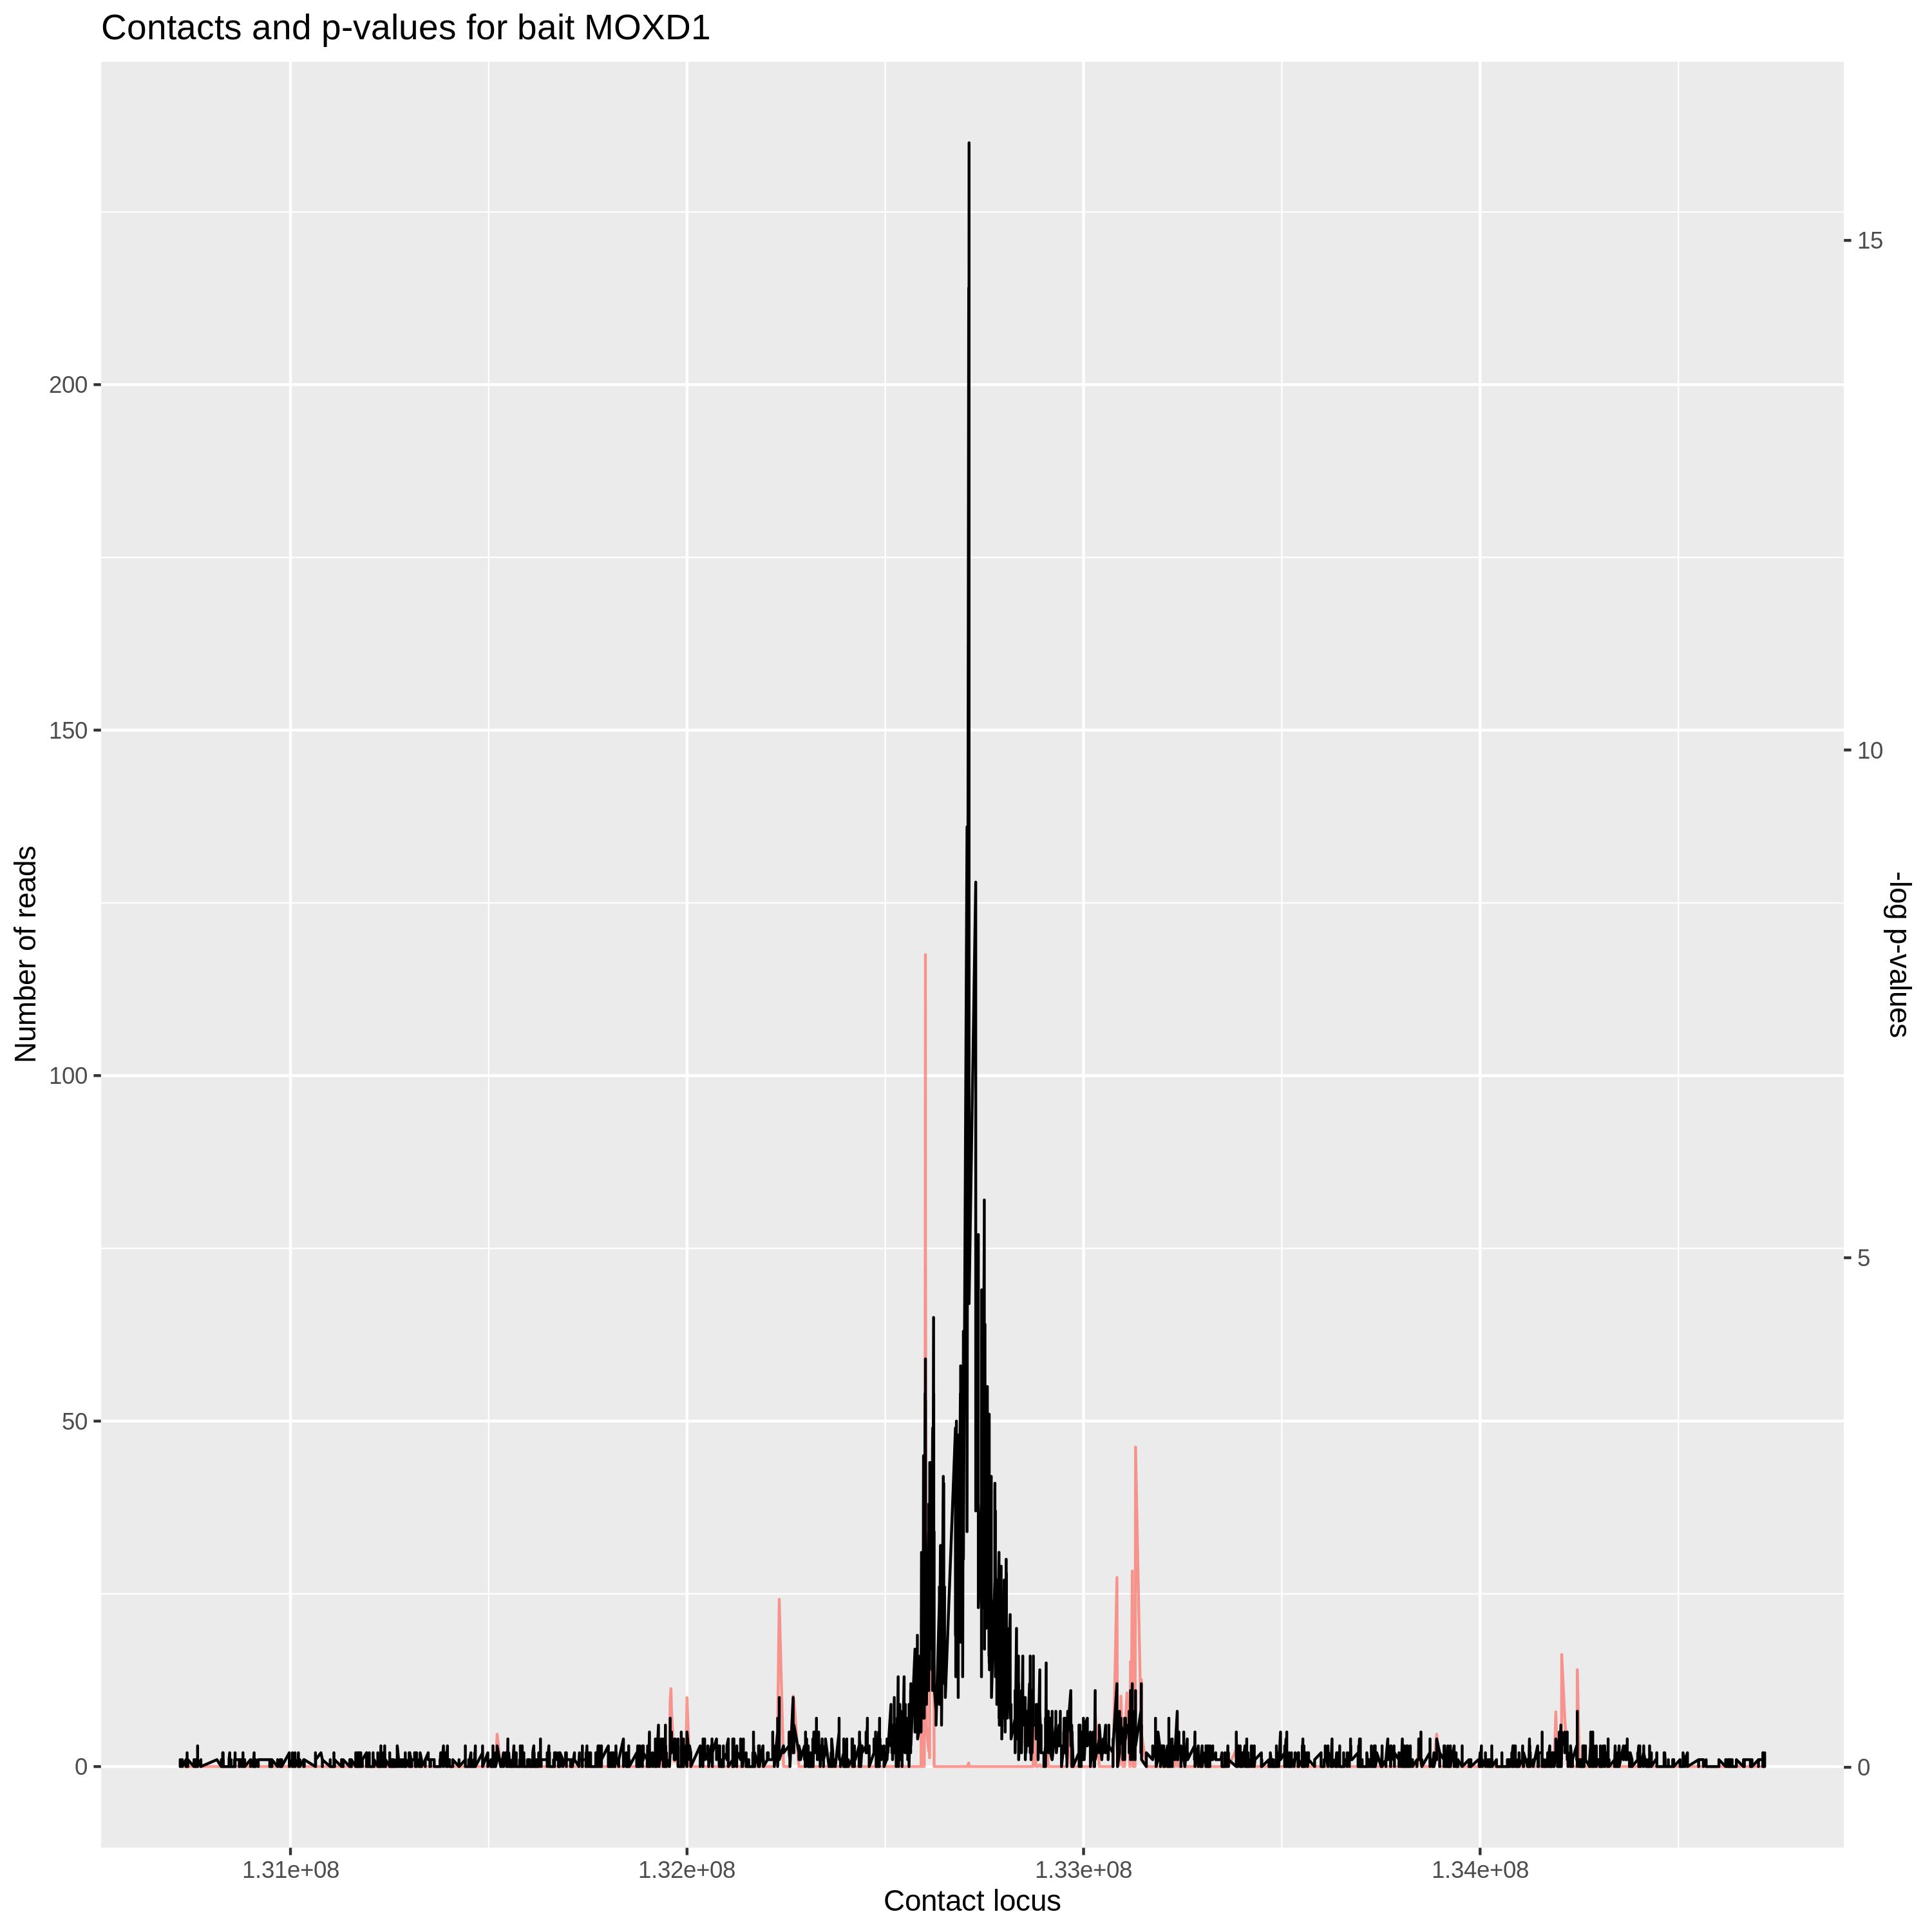 Contacts and p-values for bait MOXD1
Number of reads
200
150
100
50
0
15
10
5
0
-log p-values
1.31e+08
1.32e+08
1.33e+08
1.34e+08
Contact locus